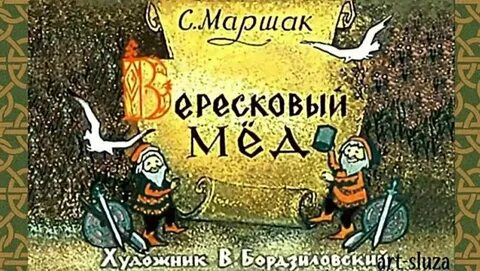 С. Маршак
Вересковый
мёд
Художник В. Бордзиловский
art-sluza